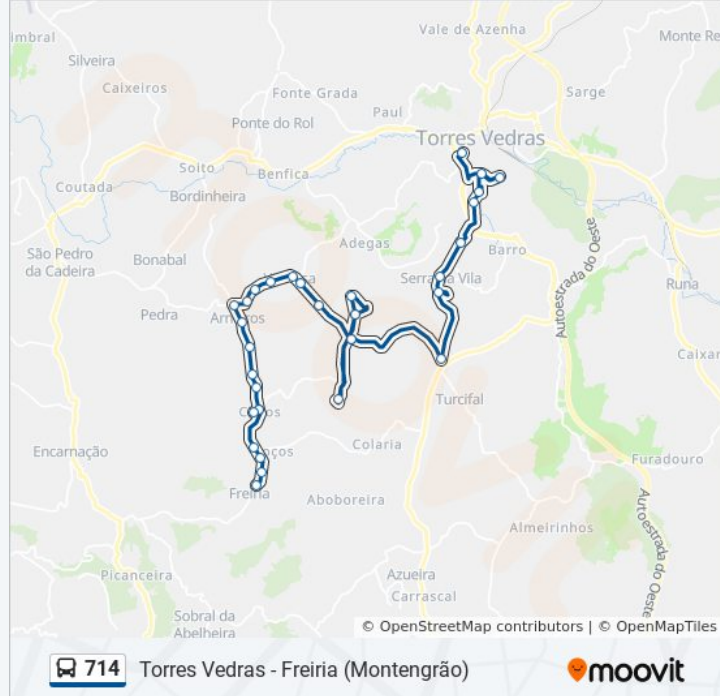 Vale de Azenha
imbral
Monte Re
Silveira
Caixeiros
Fonte Grada
Sarge
Paul
Ponte do Rol
Torres Vedras
Soito
Benfica
Coutada
Bordinheira
Adegas
São Pedro
da Cadeira
Bonabal
Barro
Autoestrada do Oeste
Runa
Pedra
Caixar
Turcifal
Colaria
Encarnação
Furadouro
Freiria
Aboboreira
Autoestrada do Oeste
Almeirinhos
Picanceira
Azueira
Carrascal
Sobral da
Abelheira
© OpenStreetMap contributors | © OpenMapTiles
714 Torres Vedras - Freiria (Montengrão)
moovit